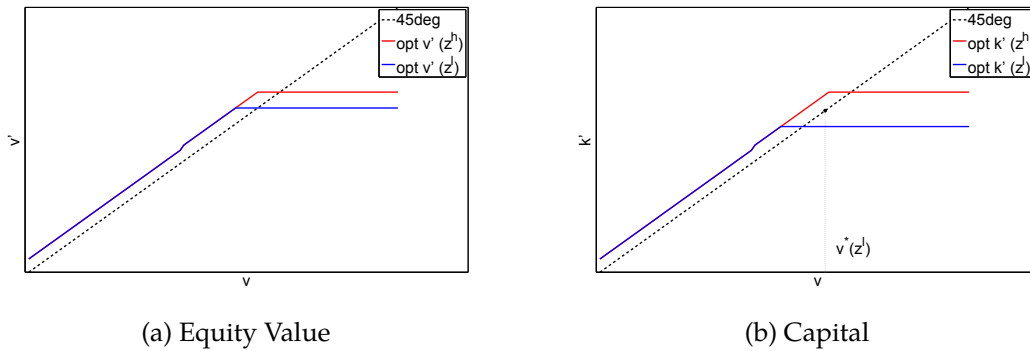 45deg
opt v' (z^h)
opt v' (z^l)
v'
v
(a) Equity Value
45deg
opt k' (z^h)
opt k' (z^l)
k'
v*(z^l)
v
(b) Capital